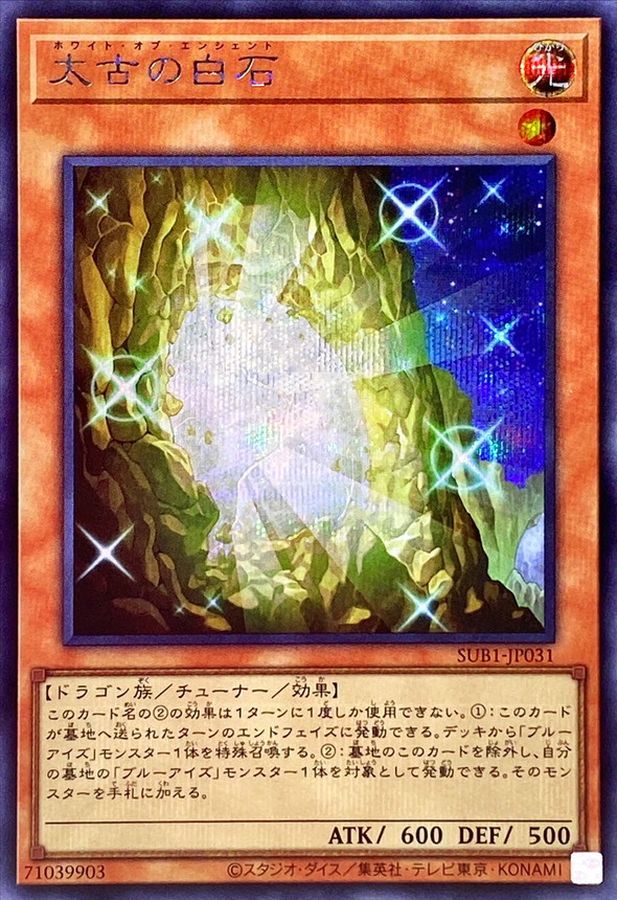 ホワイト・オブ・エンシェント
太古の白石
ひかり
光
SUB1-JP031
【ドラゴン族／チューナー／効果】
このカード名の②の効果は1ターンに1度しか使用できない。①：このカード
が墓地へ送られたターンのエンドフェイズに発動できる。デッキから「ブルー
アイズ」モンスター1体を特殊召喚する。②：墓地のこのカードを除外し、自分
の墓地の「ブルーアイズ」モンスター1体を対象として発動できる。そのモン
スターを手札に加える。
ATK/ 600 DEF/ 500
71039903
©スタジオ・ダイス／集英社・テレビ東京・KONAMI